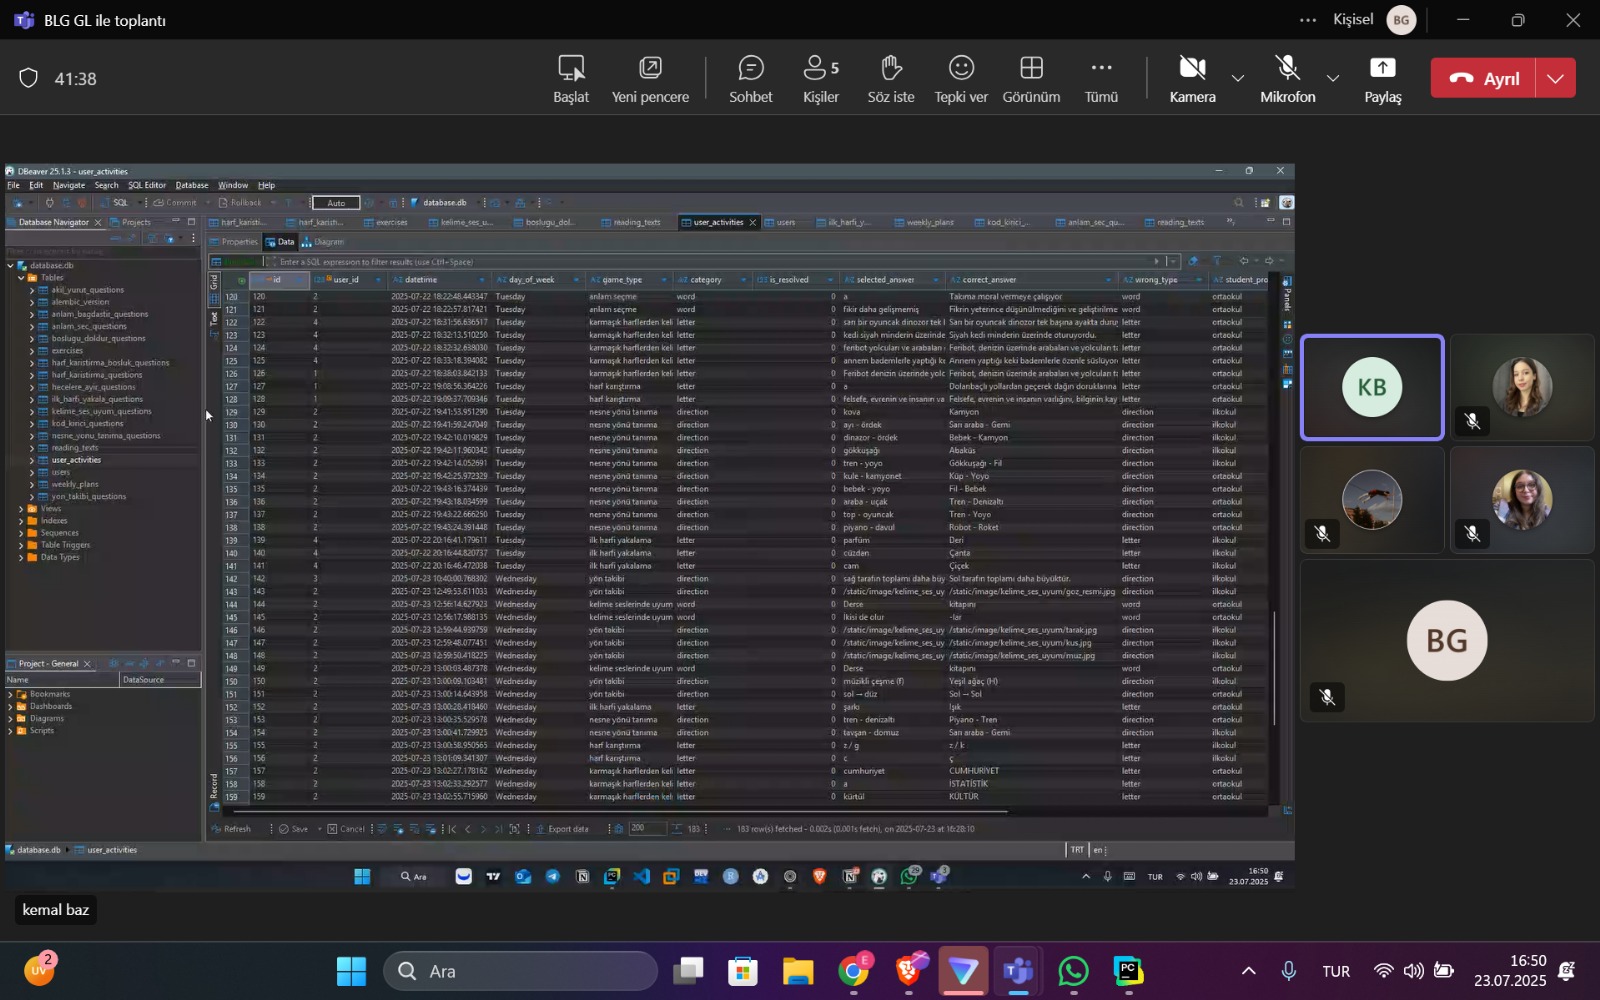 BLG GL ile toplantı
Kişisel BG
41:38
Başlat Yeni pencere Sohbet 5 Kişiler Söz iste Tepki ver Görünüm Tümü Kamera Mikrofon Paylaş Ayrıl
DBeaver 25.1.3 - user_activities
File Edit Navigate Search SQL Editor Database Window Help
SQL Commit Rollback Auto database.db
Database Navigator Projects
exercises kelime_ses_u... boslugu_dol... reading_texts user_activities users ilk_harfi_y... weekly_plans kod_kirici_... anlam_sec_qu... reading_texts
Properties Data Diagram
Enter a SQL expression to filter results (use Ctrl+Space)
database.db
Tables
akil_yurut_questions
alembic_version
anlam_bagdastir_questions
anlam_sec_questions
boslugu_doldur_questions
exercises
harf_karistirma_bosluk_questions
harf_karistirma_questions
hecelere_ayir_questions
ilk_harfi_yakala_questions
kelime_ses_uyum_questions
kod_kirici_questions
nesne_yonu_tanima_questions
reading_texts
user_activities
users
weekly_plans
yon_takibi_questions
Views
Indexes
Sequences
Table Triggers
Data Types
Project - General
Name DataSource
Bookmarks
Dashboards
Diagrams
Scripts
Grid
Text
Record
Panels
id user_id datetime day_of_week game_type category is_resolved selected_answer correct_answer wrong_type student_pro
120 120 2 2025-07-22 18:22:48.443347 Tuesday anlam seçme word 0 a Takıma moral vermeye çalışıyor word ortaokul
121 121 2 2025-07-22 18:22:57.817421 Tuesday anlam seçme word 0 fikir daha gelişmemiş Fikrin yeterince düşünülmediğini ve geliştirilme word ortaokul
122 122 4 2025-07-22 18:31:56.636517 Tuesday karmaşık harflerden keli letter 0 sarı bir oyuncak dinozor tek l Sarı bir oyuncak dinozor tek başına ayakta duruy letter ortaokul
123 123 4 2025-07-22 18:32:13.510250 Tuesday karmaşık harflerden keli letter 0 kedi siyah minderin üzerinde Siyah kedi minderin üzerinde oturuyordu. letter ortaokul
124 124 4 2025-07-22 18:32:32.638030 Tuesday karmaşık harflerden keli letter 0 feribot yolcuları ve arabaları Feribot, denizin üzerinde arabaları ve yolcuları ta letter ortaokul
125 125 4 2025-07-22 18:33:18.394082 Tuesday karmaşık harflerden keli letter 0 annem bademlerle yaptığı ke Annem yaptığı keki bademlerle özenle süslüyor letter ortaokul
126 126 1 2025-07-22 18:38:03.842133 Tuesday karmaşık harflerden keli letter 0 Feribot denizin üzerinde yolc Feribot, denizin üzerinde arabaları ve yolcuları ta letter ortaokul
127 127 1 2025-07-22 19:08:56.364226 Tuesday harf karıştırma letter 0 a Dolambaçlı yollardan geçerek dağın doruklarına letter ortaokul
128 128 1 2025-07-22 19:09:37.709346 Tuesday harf karıştırma letter 0 felsefe, evrenin ve insanın va Felsefe, evrenin ve insanın varlığını, bilginin kay letter ortaokul
129 129 2 2025-07-22 19:41:53.951290 Tuesday nesne yönü tanıma direction 0 kova Kamyon direction ilkokul
130 130 2 2025-07-22 19:41:59.247049 Tuesday nesne yönü tanıma direction 0 ayı - ördek Sarı araba - Gemi direction ilkokul
131 131 2 2025-07-22 19:42:10.019829 Tuesday nesne yönü tanıma direction 0 dinazor - ördek Bebek - Kamyon direction ilkokul
132 132 2 2025-07-22 19:42:11.960342 Tuesday nesne yönü tanıma direction 0 gökkuşağı Abaküs direction ilkokul
133 133 2 2025-07-22 19:42:14.052691 Tuesday nesne yönü tanıma direction 0 tren - yoyo Gökkuşağı - Fil direction ilkokul
134 134 2 2025-07-22 19:42:25.972329 Tuesday nesne yönü tanıma direction 0 kule - kamyonet Küp - Yoyo direction ilkokul
135 135 2 2025-07-22 19:43:16.374439 Tuesday nesne yönü tanıma direction 0 bebek - yoyo Fil - Bebek direction ilkokul
136 136 2 2025-07-22 19:43:18.034599 Tuesday nesne yönü tanıma direction 0 araba - uçak Tren - Denizaltı direction ilkokul
137 137 2 2025-07-22 19:43:22.666250 Tuesday nesne yönü tanıma direction 0 top - oyuncak Tren - Yoyo direction ilkokul
138 138 2 2025-07-22 19:43:24.391448 Tuesday nesne yönü tanıma direction 0 piyano - davul Robot - Roket direction ilkokul
139 139 4 2025-07-22 20:16:41.179611 Tuesday ilk harfi yakalama letter 0 parfüm Deri letter ilkokul
140 140 4 2025-07-22 20:16:44.820737 Tuesday ilk harfi yakalama letter 0 cüzdan Çanta letter ilkokul
141 141 4 2025-07-22 20:16:46.472038 Tuesday ilk harfi yakalama letter 0 cam Çiçek letter ilkokul
142 142 3 2025-07-23 10:40:00.768302 Wednesday yön takibi direction 0 sağ tarafın toplamı daha büy Sol tarafın toplamı daha büyüktür. direction ilkokul
143 143 2 2025-07-23 12:49:53.611033 Wednesday yön takibi direction 0 /static/image/kelime_ses_uy /static/image/kelime_ses_uyum/goz_resmi.jpg direction ilkokul
144 144 2 2025-07-23 12:56:14.627923 Wednesday kelime seslerinde uyum word 0 Derse kitapını word ortaokul
145 145 2 2025-07-23 12:56:17.988135 Wednesday kelime seslerinde uyum word 0 İkisi de olur -lar word ortaokul
146 146 2 2025-07-23 12:59:44.939759 Wednesday yön takibi direction 0 /static/image/kelime_ses_uy /static/image/kelime_ses_uyum/tarak.jpg direction ilkokul
147 147 2 2025-07-23 12:59:48.077451 Wednesday yön takibi direction 0 /static/image/kelime_ses_uy /static/image/kelime_ses_uyum/kus.jpg direction ilkokul
148 148 2 2025-07-23 12:59:50.418225 Wednesday yön takibi direction 0 /static/image/kelime_ses_uy /static/image/kelime_ses_uyum/muz.jpg direction ilkokul
149 149 2 2025-07-23 13:00:03.487378 Wednesday kelime seslerinde uyum word 0 Derse kitapını word ortaokul
150 150 2 2025-07-23 13:00:09.103481 Wednesday yön takibi direction 0 müzikli çeşme (f) Yeşil ağaç (H) direction ilkokul
151 151 2 2025-07-23 13:00:14.643958 Wednesday yön takibi direction 0 sol → düz Sol → Sol direction ortaokul
152 152 2 2025-07-23 13:00:28.418460 Wednesday ilk harfi yakalama letter 0 şarkı Işık letter ortaokul
153 153 2 2025-07-23 13:00:35.529578 Wednesday nesne yönü tanıma direction 0 tren - denizaltı Piyano - Tren direction ortaokul
154 154 2 2025-07-23 13:00:41.729925 Wednesday nesne yönü tanıma direction 0 tavşan - domuz Sarı araba - Gemi direction ortaokul
155 155 2 2025-07-23 13:00:58.950565 Wednesday harf karıştırma letter 0 z / g z / k letter ilkokul
156 156 2 2025-07-23 13:01:09.341307 Wednesday harf karıştırma letter 0 c ç letter ilkokul
157 157 2 2025-07-23 13:02:27.178162 Wednesday karmaşık harflerden keli letter 0 cumhuriyet CUMHURİYET letter ortaokul
158 158 2 2025-07-23 13:02:33.292577 Wednesday karmaşık harflerden keli letter 0 a İSTATİSTİK letter ortaokul
159 159 2 2025-07-23 13:02:55.715960 Wednesday karmaşık harflerden keli letter 0 kürtül KÜLTÜR letter ortaokul
Refresh Save Cancel Export data 200 183 183 row(s) fetched - 0.002s (0.001s fetch), on 2025-07-23 at 16:28:10
database.db user_activities TRT en
Ara TUR 16:50
23.07.2025
KB
BG
kemal baz
2 Ara TUR 16:50
23.07.2025